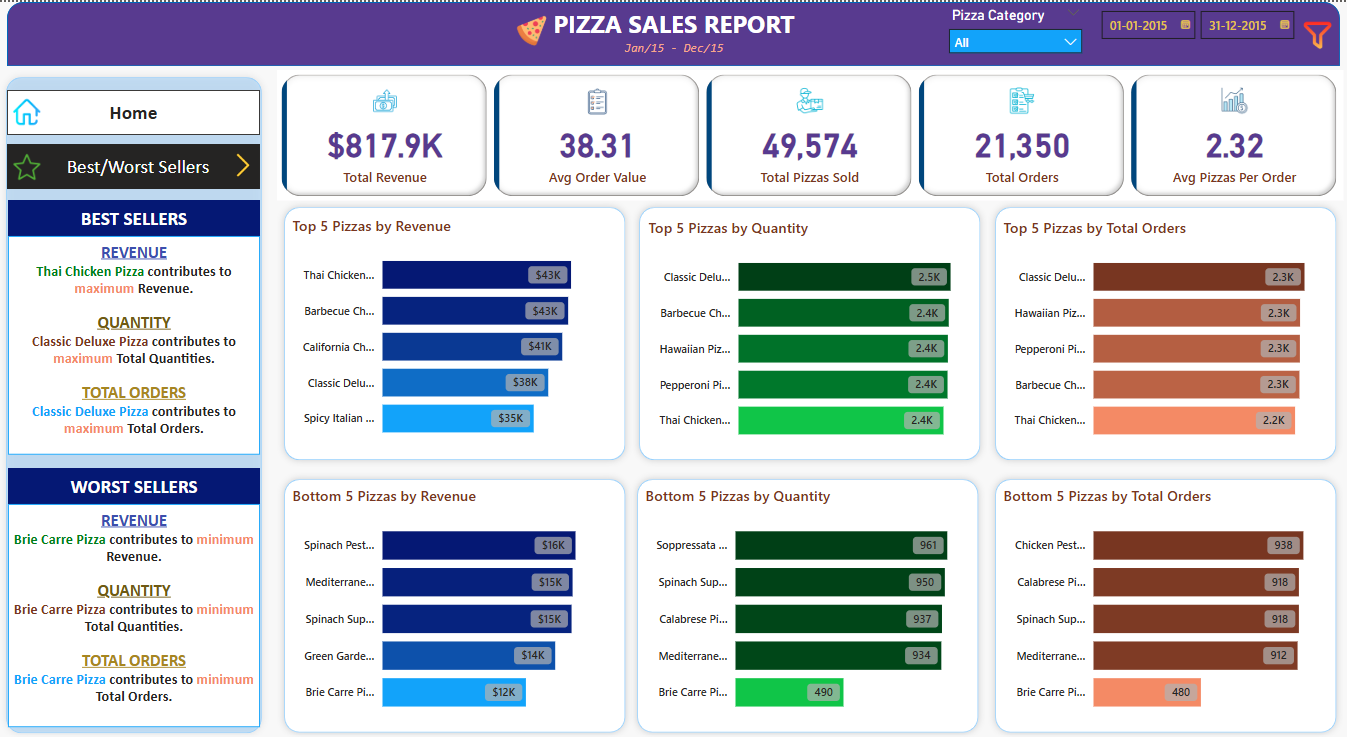 PIZZA SALES REPORT
Jan/15 - Dec/15
Pizza Category
All
01-01-2015
31-12-2015
Home
Best/Worst Sellers
BEST SELLERS
REVENUE
Thai Chicken Pizza contributes to
maximum Revenue.
QUANTITY
Classic Deluxe Pizza contributes to
maximum Total Quantities.
TOTAL ORDERS
Classic Deluxe Pizza contributes to
maximum Total Orders.
WORST SELLERS
REVENUE
Brie Carre Pizza contributes to minimum
Revenue.
QUANTITY
Brie Carre Pizza contributes to minimum
Total Quantities.
TOTAL ORDERS
Brie Carre Pizza contributes to minimum
Total Orders.
$817.9K
Total Revenue
38.31
Avg Order Value
49,574
Total Pizzas Sold
21,350
Total Orders
2.32
Avg Pizzas Per Order
Top 5 Pizzas by Revenue
Thai Chicken... $43K
Barbecue Ch... $43K
California Ch... $41K
Classic Delu... $38K
Spicy Italian ... $35K
Top 5 Pizzas by Quantity
Classic Delu... 2.5K
Barbecue Ch... 2.4K
Hawaiian Piz... 2.4K
Pepperoni Pi... 2.4K
Thai Chicken... 2.4K
Top 5 Pizzas by Total Orders
Classic Delu... 2.3K
Hawaiian Piz... 2.3K
Pepperoni Pi... 2.3K
Barbecue Ch... 2.3K
Thai Chicken... 2.2K
Bottom 5 Pizzas by Revenue
Spinach Pest... $16K
Mediterrane... $15K
Spinach Sup... $15K
Green Garde... $14K
Brie Carre Pi... $12K
Bottom 5 Pizzas by Quantity
Soppressata ... 961
Spinach Sup... 950
Calabrese Pi... 937
Mediterrane... 934
Brie Carre Pi... 490
Bottom 5 Pizzas by Total Orders
Chicken Pest... 938
Calabrese Pi... 918
Spinach Sup... 918
Mediterrane... 912
Brie Carre Pi... 480